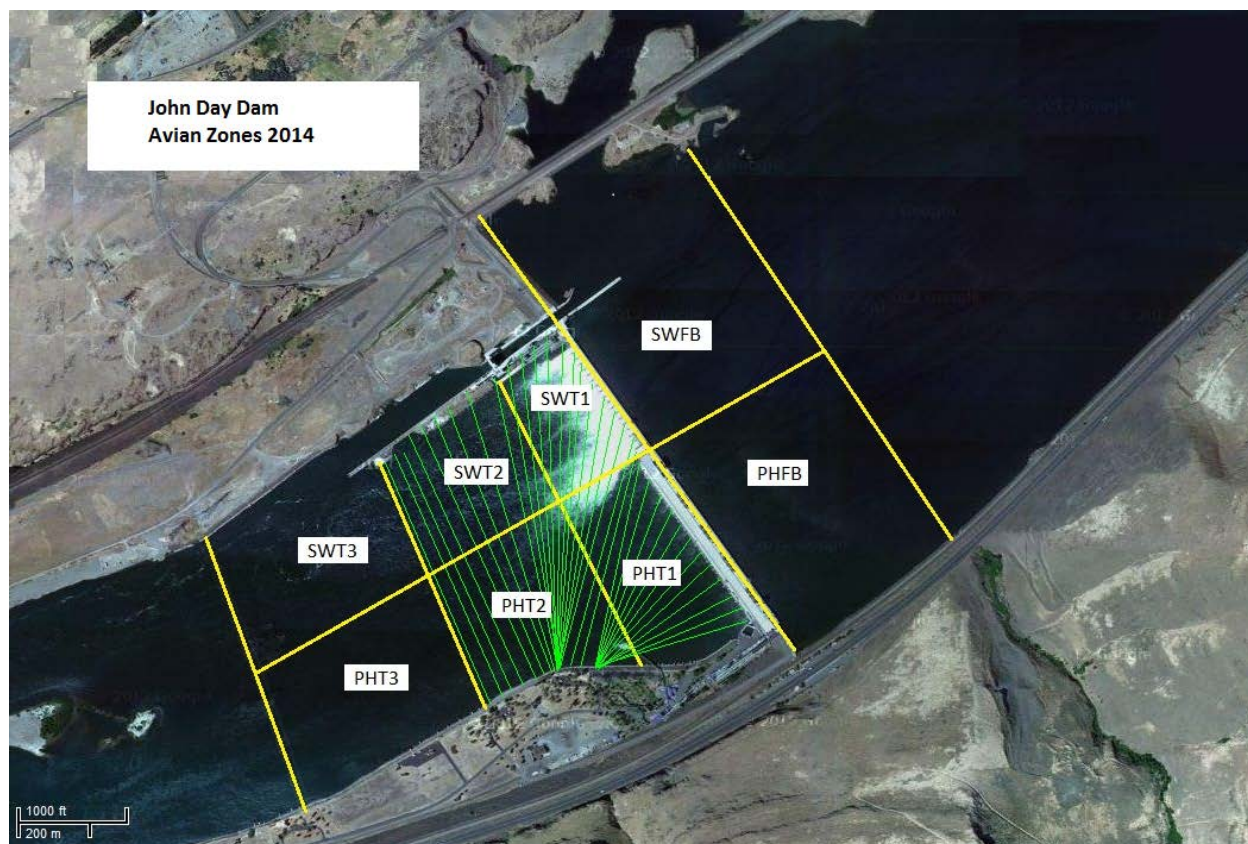 John Day Dam
Avian Zones 2014
SWFB
SWT1
SWT2
PHFB
SWT3
PHT1
PHT2
PHT3
1000 ft
200 m